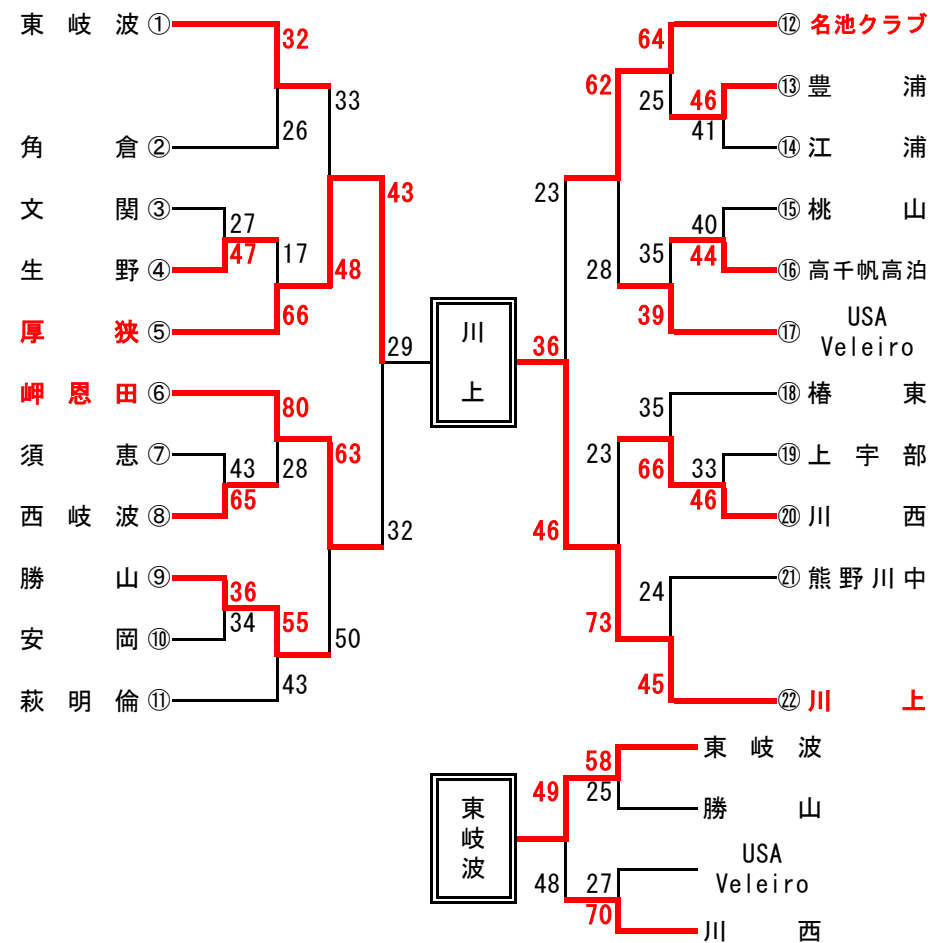 東岐波 ①
32
33
26
角倉 ②
文関 ③
27
47
17
生野 ④
43
48
厚狭 ⑤
66
29
岬恩田 ⑥
80
63
須恵 ⑦
43
28
65
西岐波 ⑧
32
勝山 ⑨
36
34
55
50
安岡 ⑩
43
萩明倫 ⑪
川上
⑫ 名池クラブ
64
62
25
46
⑬ 豊浦
41
⑭ 江浦
23
⑮ 桃山
40
35
44
28
⑯ 高千帆高泊
39
⑰ USA
Veleiro
36
⑱ 椿東
35
23
66
33
⑲ 上宇部
46
⑳ 川西
46
㉑ 熊野川中
24
73
45
㉒ 川上
東岐波
東岐波
58
49
25
勝山
USA
Veleiro
48
27
70
川西